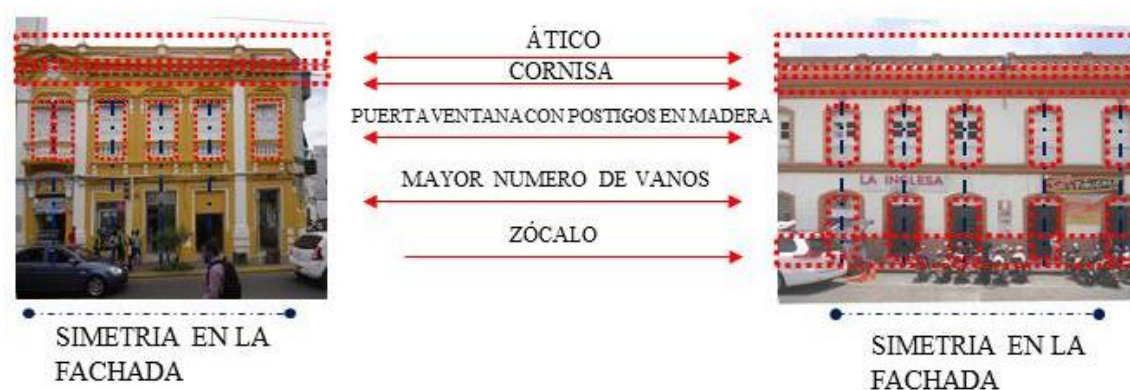 ÁTICO
CORNISA
PUERTA VENTANA CON POSTIGOS EN MADERA
MAYOR NUMERO DE VANOS
LA INGLESA
ZÓCALO
SIMETRIA EN LA
FACHADA
SIMETRIA EN LA
FACHADA